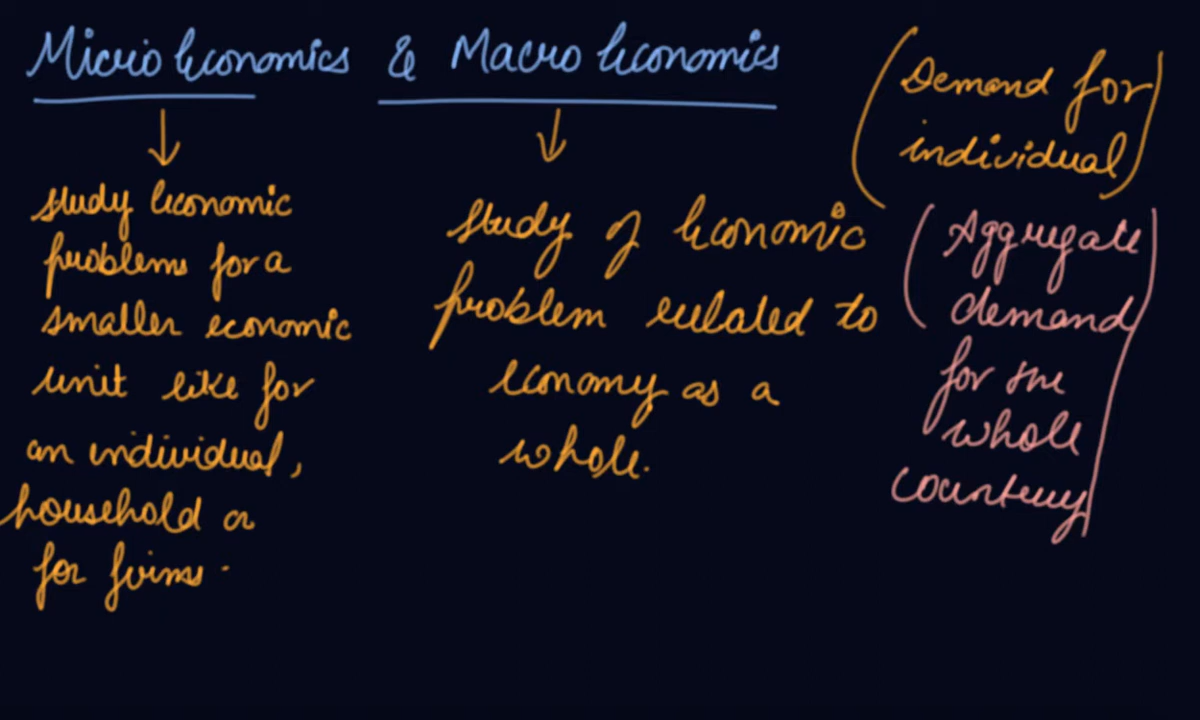 Micro Economics & Macro Economics
study Economic
problems for a
smaller economic
unit like for
an individual,
household or
for firms.
study of Economic
problem related to
economy as a
whole.
(Demand for
individual)
(Aggregate
demand
for the
whole
country)